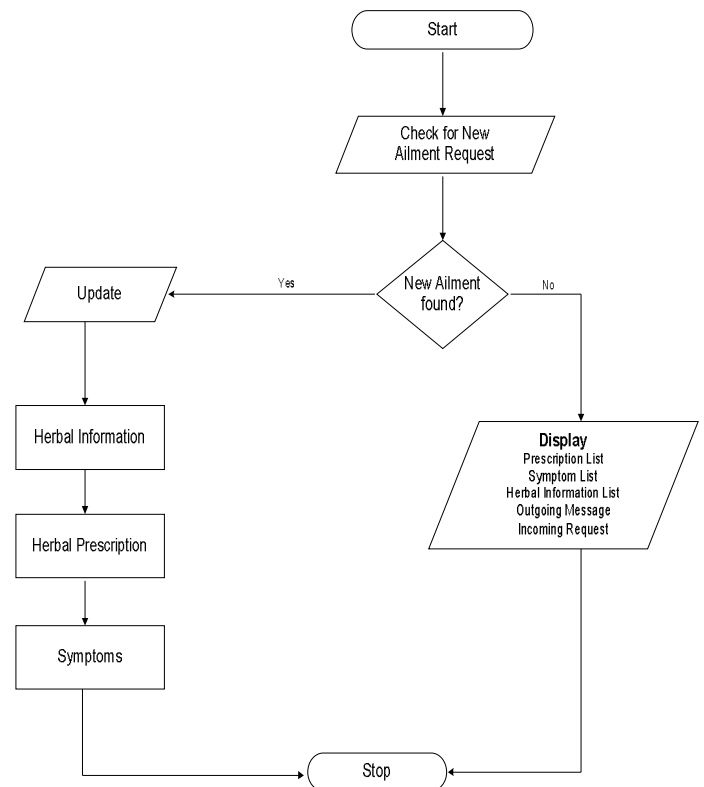 Start
Check for New
Ailment Request
New Ailment
found?
Yes
No
Update
Herbal Information
Herbal Prescription
Symptoms
Display
Prescription List
Symptom List
Herbal Information List
Outgoing Message
Incoming Request
Stop